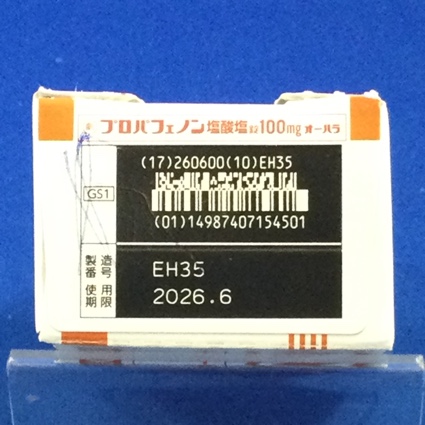 プロパフェノン塩酸塩錠100mg オーハラ
(17)260600(10)EH35
GS1
(01)14987407154501
製造番号 EH35
使用期限 2026.6